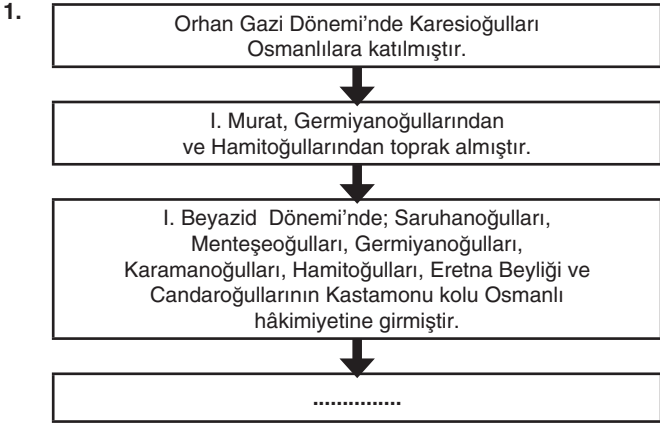 1.
Orhan Gazi Dönemi’nde Karesioğulları
Osmanlılara katılmıştır.
I. Murat, Germiyanoğullarından
ve Hamitoğullarından toprak almıştır.
I. Beyazid Dönemi’nde; Saruhanoğulları,
Menteşeoğulları, Germiyanoğulları,
Karamanoğulları, Hamitoğulları, Eretna Beyliği ve
Candaroğullarının Kastamonu kolu Osmanlı
hâkimiyetine girmiştir.
...............